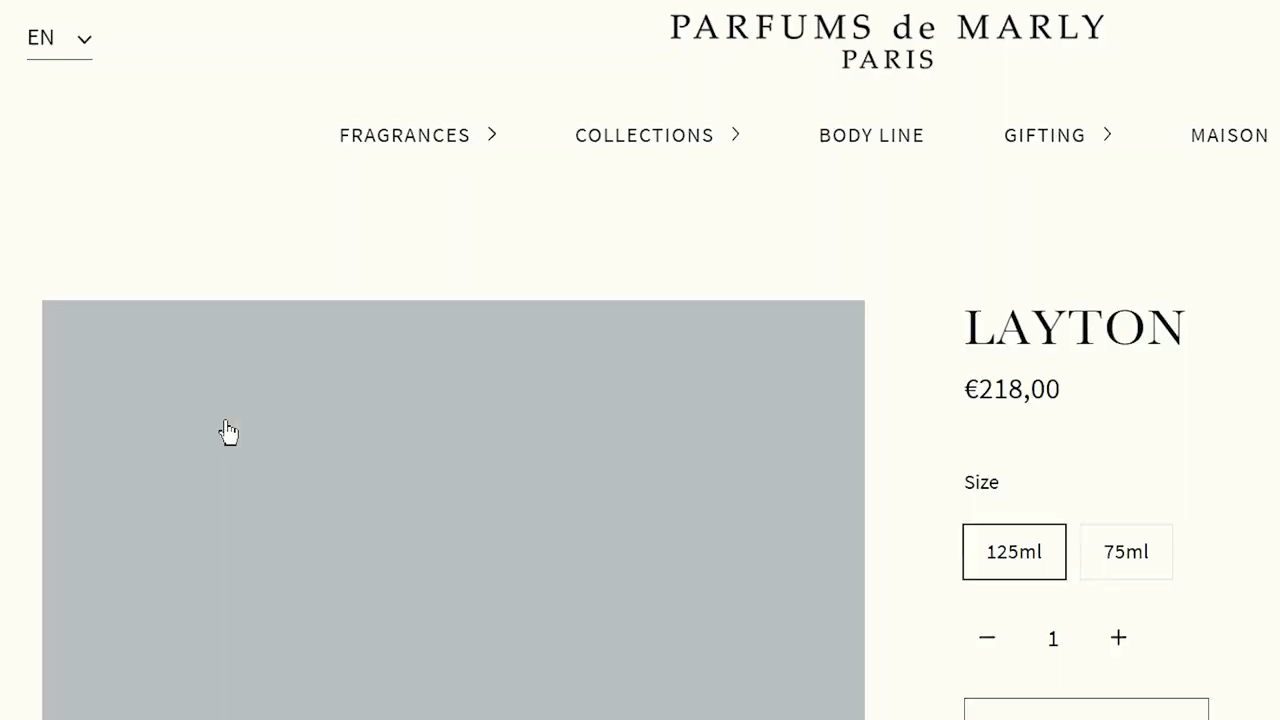 EN
PARFUMS de MARLY
PARIS
FRAGRANCES
COLLECTIONS
BODY LINE
GIFTING
MAISON
LAYTON
€218,00
Size
125ml
75ml
− 1 +